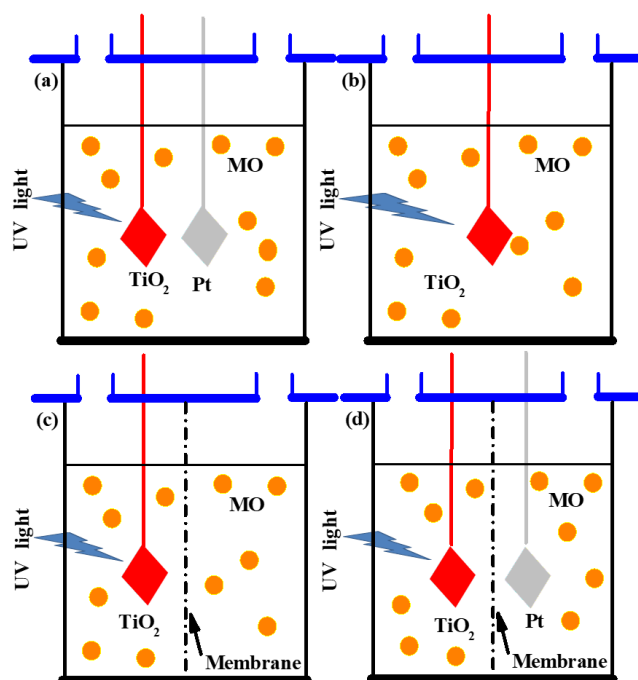 (a)
MO
UV light
TiO₂
Pt
(b)
MO
UV light
TiO₂
(c)
MO
UV light
TiO₂
Membrane
(d)
MO
UV light
TiO₂
Pt
Membrane